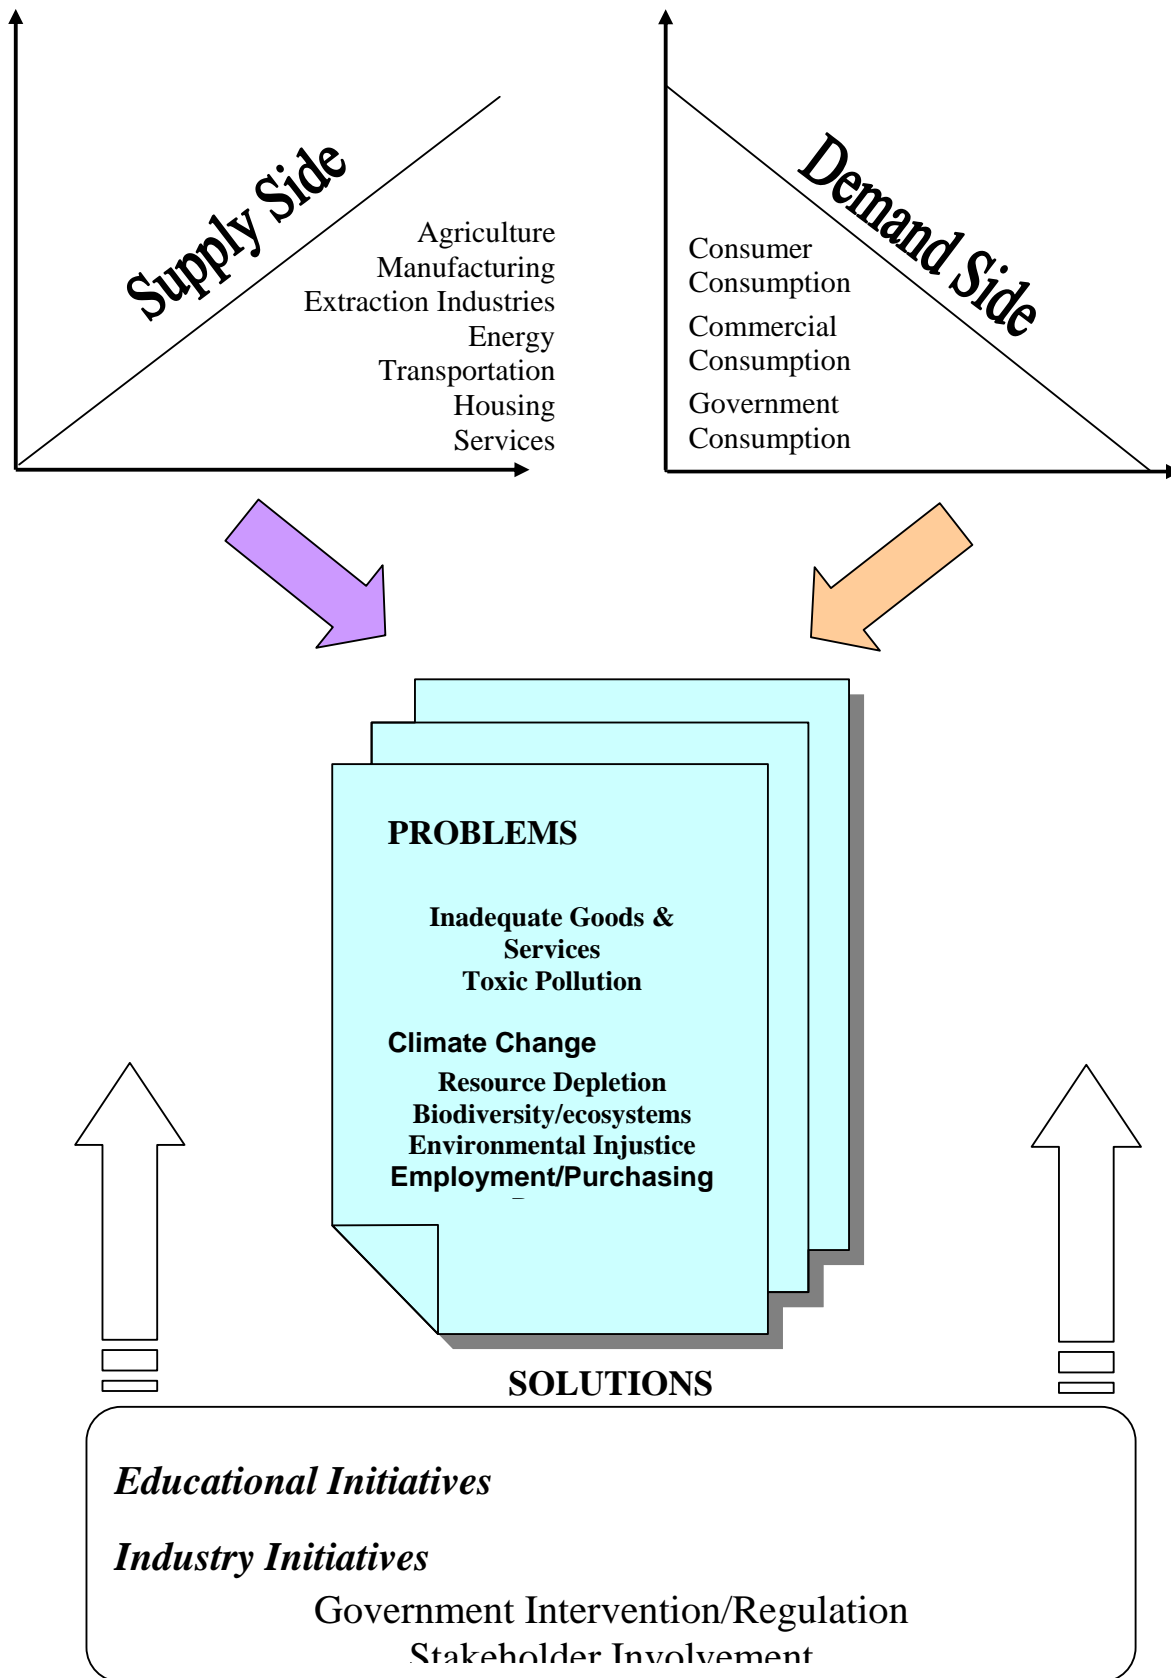 Supply Side
Agriculture
Manufacturing
Extraction Industries
Energy
Transportation
Housing
Services
Demand Side
Consumer
Consumption
Commercial
Consumption
Government
Consumption
PROBLEMS
Inadequate Goods &
Services
Toxic Pollution
Climate Change
Resource Depletion
Biodiversity/ecosystems
Environmental Injustice
Employment/Purchasing
SOLUTIONS
Educational Initiatives
Industry Initiatives
Government Intervention/Regulation
Stakeholder Involvement